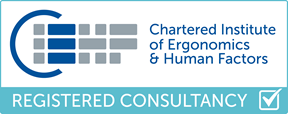 Chartered Institute
of Ergonomics
& Human Factors
REGISTERED CONSULTANCY